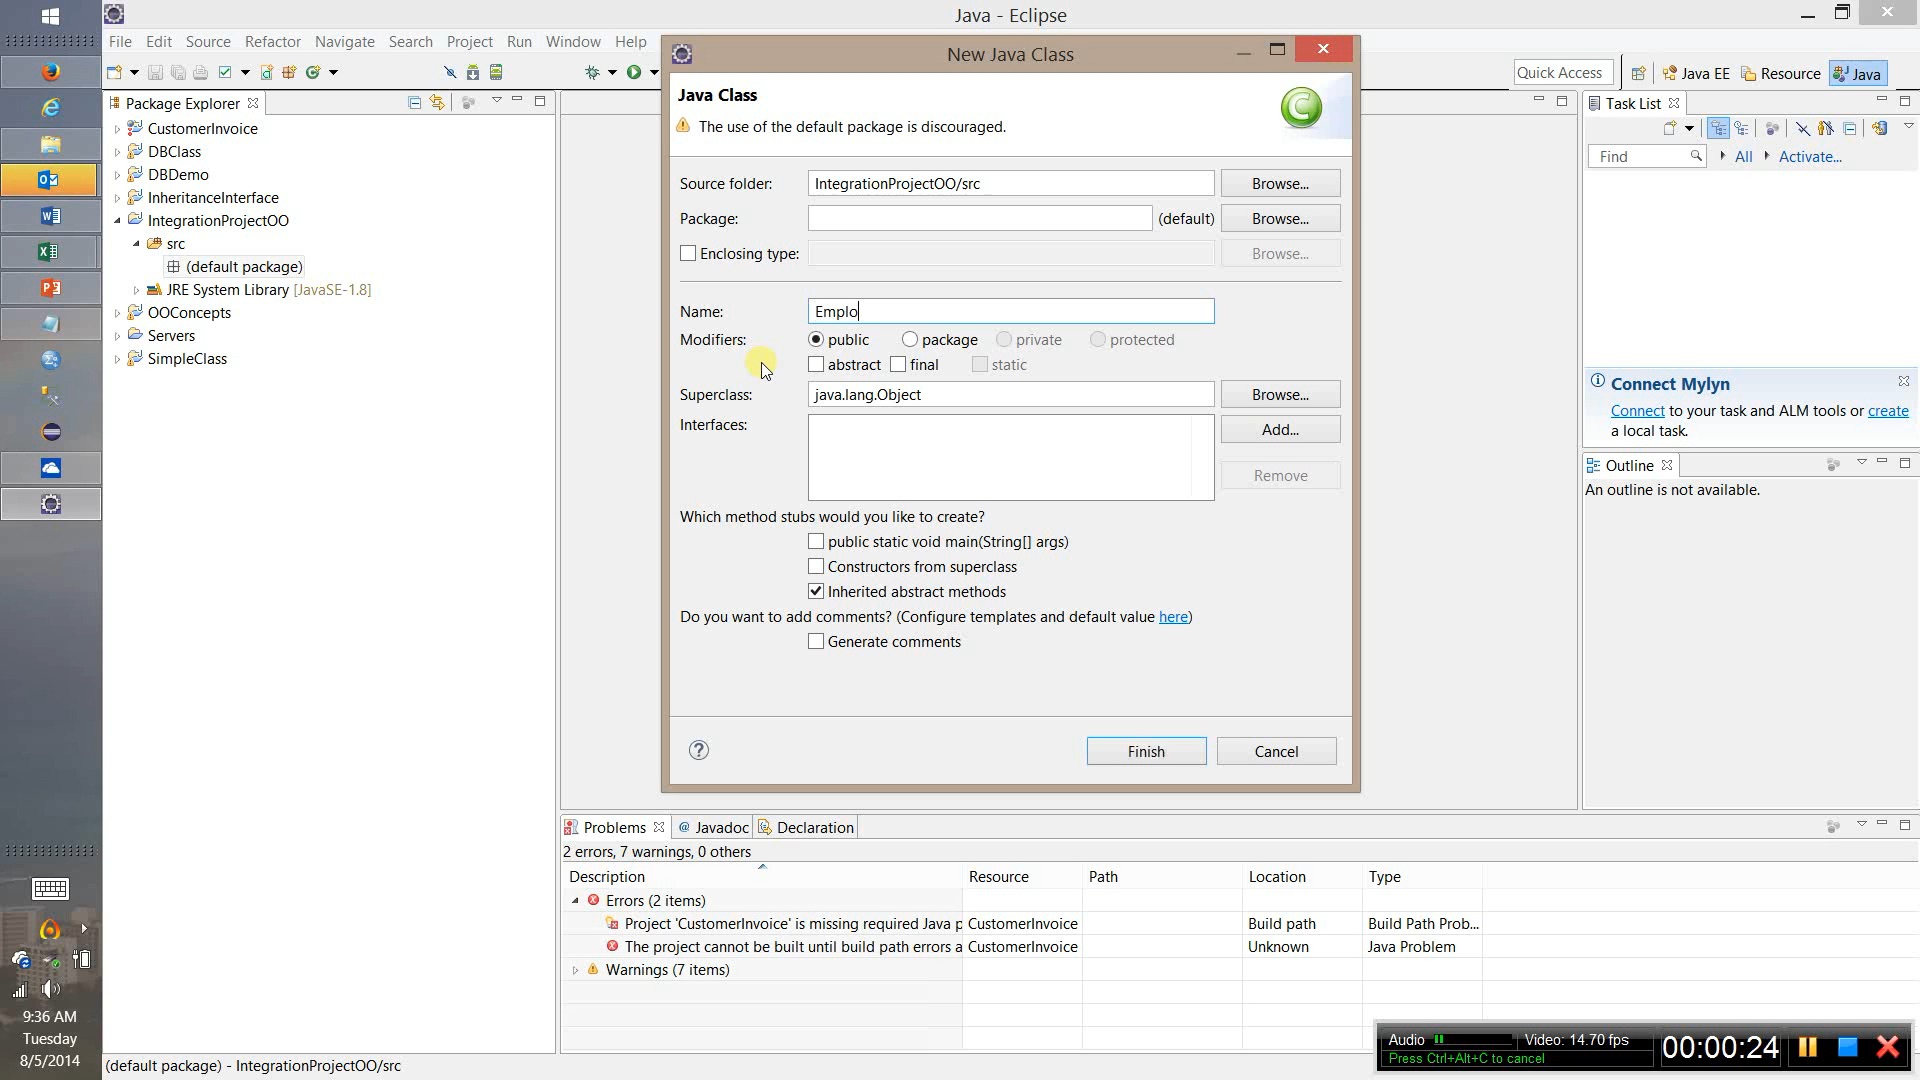 Java - Eclipse
File Edit Source Refactor Navigate Search Project Run Window Help
New Java Class
Quick Access
Java EE
Resource
Java
Package Explorer
CustomerInvoice
DBClass
DBDemo
InheritanceInterface
IntegrationProjectOO
src
(default package)
JRE System Library [JavaSE-1.8]
OOConcepts
Servers
SimpleClass
Java Class
The use of the default package is discouraged.
Source folder: IntegrationProjectOO/src Browse...
Package: (default) Browse...
Enclosing type: Browse...
Name: Emplo
Modifiers: public package private protected
abstract final static
Superclass: java.lang.Object Browse...
Interfaces: Add...
Remove
Which method stubs would you like to create?
public static void main(String[] args)
Constructors from superclass
Inherited abstract methods
Do you want to add comments? (Configure templates and default value here)
Generate comments
Finish Cancel
Task List
Find All Activate...
Connect Mylyn
Connect to your task and ALM tools or create
a local task.
Outline
An outline is not available.
Problems Javadoc Declaration
2 errors, 7 warnings, 0 others
Description Resource Path Location Type
Errors (2 items)
Project 'CustomerInvoice' is missing required Java p CustomerInvoice Build path Build Path Prob...
The project cannot be built until build path errors a CustomerInvoice Unknown Java Problem
Warnings (7 items)
9:36 AM
Tuesday
8/5/2014
(default package) - IntegrationProjectOO/src
Audio Video: 14.70 fps
Press Ctrl+Alt+C to cancel
00:00:24